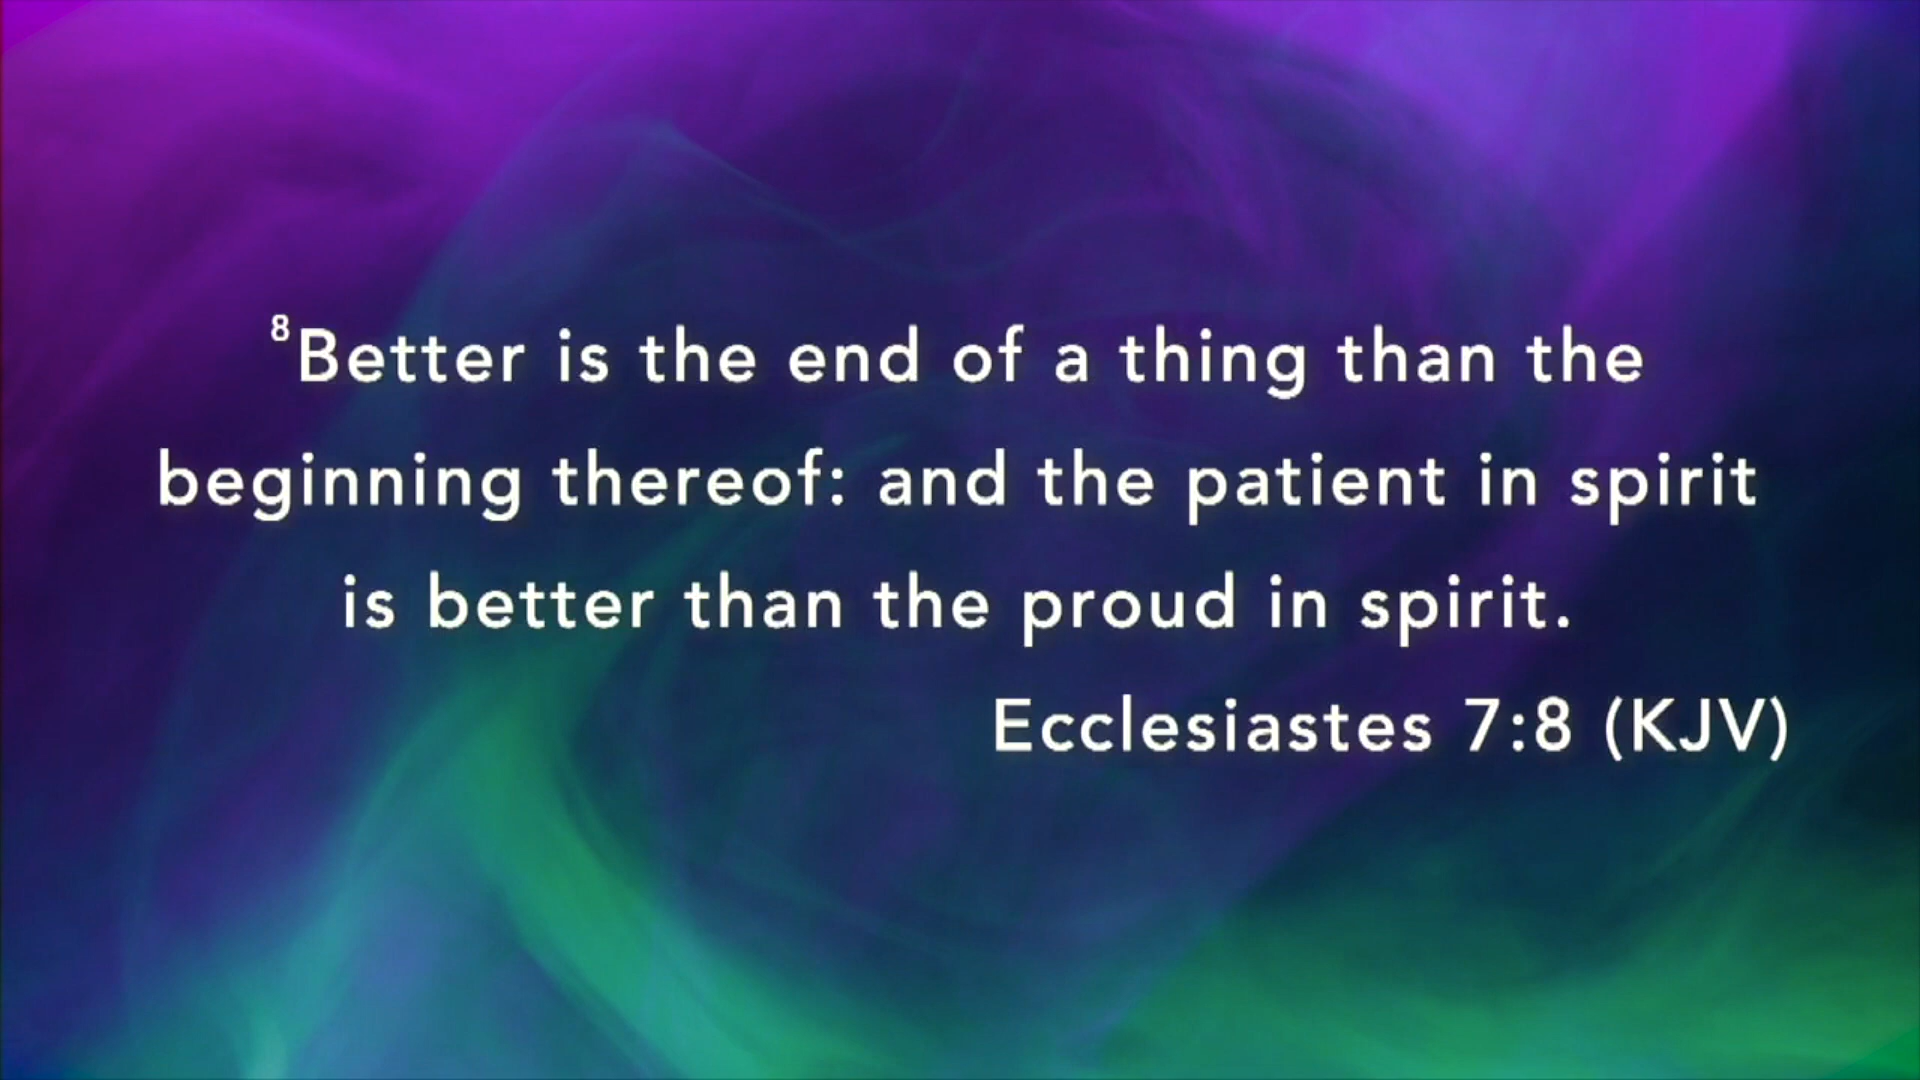 ⁸Better is the end of a thing than the
beginning thereof: and the patient in spirit
is better than the proud in spirit.
Ecclesiastes 7:8 (KJV)